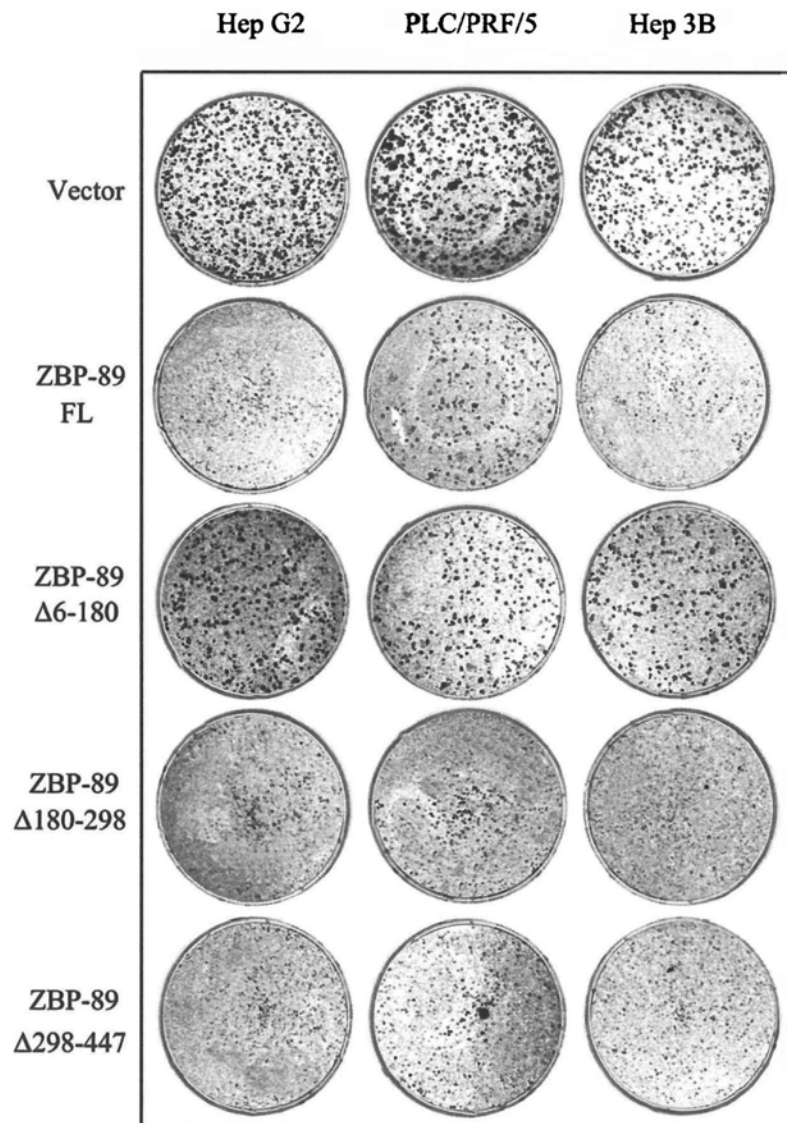 Hep G2 PLC/PRF/5 Hep 3B
Vector
ZBP-89
FL
ZBP-89
Δ6-180
ZBP-89
Δ180-298
ZBP-89
Δ298-447